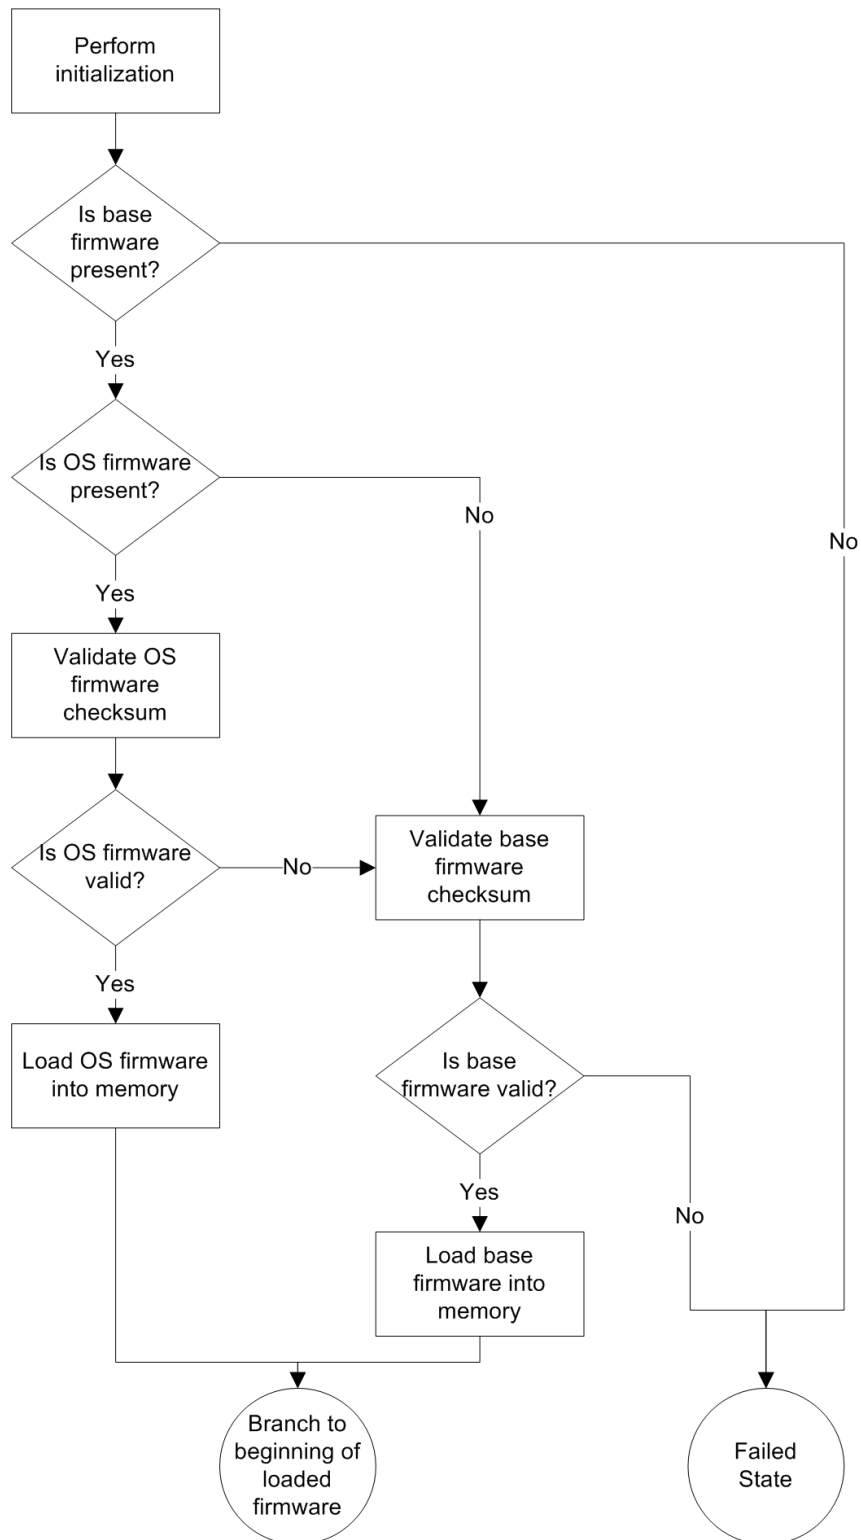 Perform
initialization
Is base
firmware
present?
Yes
Is OS firmware
present?
No
No
Yes
Validate OS
firmware
checksum
Is OS firmware
valid?
No
Validate base
firmware
checksum
Yes
Load OS firmware
into memory
Is base
firmware valid?
Yes
No
Load base
firmware into
memory
Branch to
beginning of
loaded
firmware
Failed
State